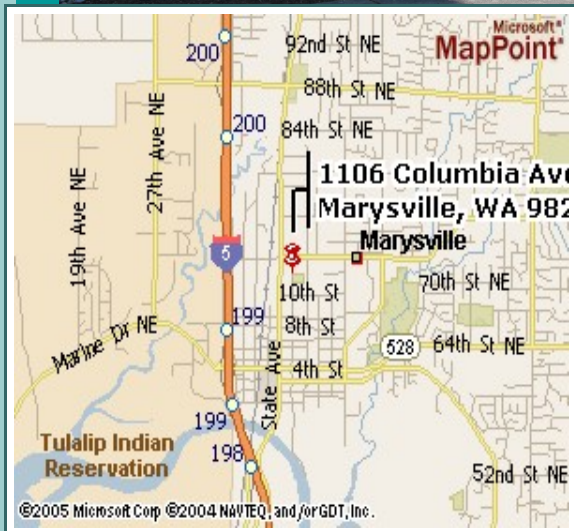 Microsoft®
MapPoint®
92nd St NE
200
88th St NE
200
84th St NE
27th Ave NE
19th Ave NE
1106 Columbia Ave
Marysville, WA 982
Marysville
5
10th St
70th St NE
199
8th St
Marine Dr NE
528
64th St NE
4th St
State Ave
199
Tulalip Indian
Reservation
198
52nd St NE
©2005 Microsoft Corp ©2004 NAVTEQ, and/or GDT, Inc.